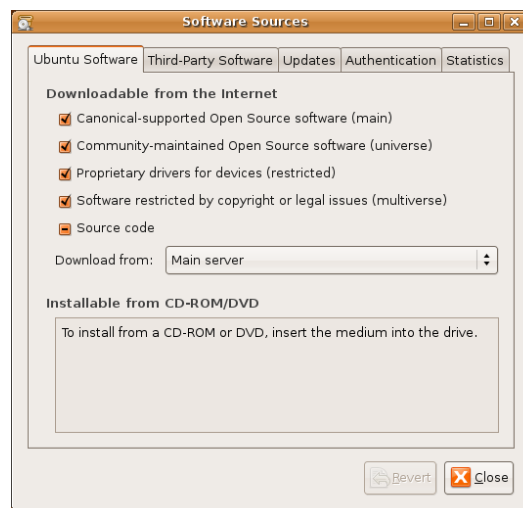 Software Sources
Ubuntu Software Third-Party Software Updates Authentication Statistics
Downloadable from the Internet
Canonical-supported Open Source software (main)
Community-maintained Open Source software (universe)
Proprietary drivers for devices (restricted)
Software restricted by copyright or legal issues (multiverse)
Source code
Download from: Main server
Installable from CD-ROM/DVD
To install from a CD-ROM or DVD, insert the medium into the drive.
Revert Close